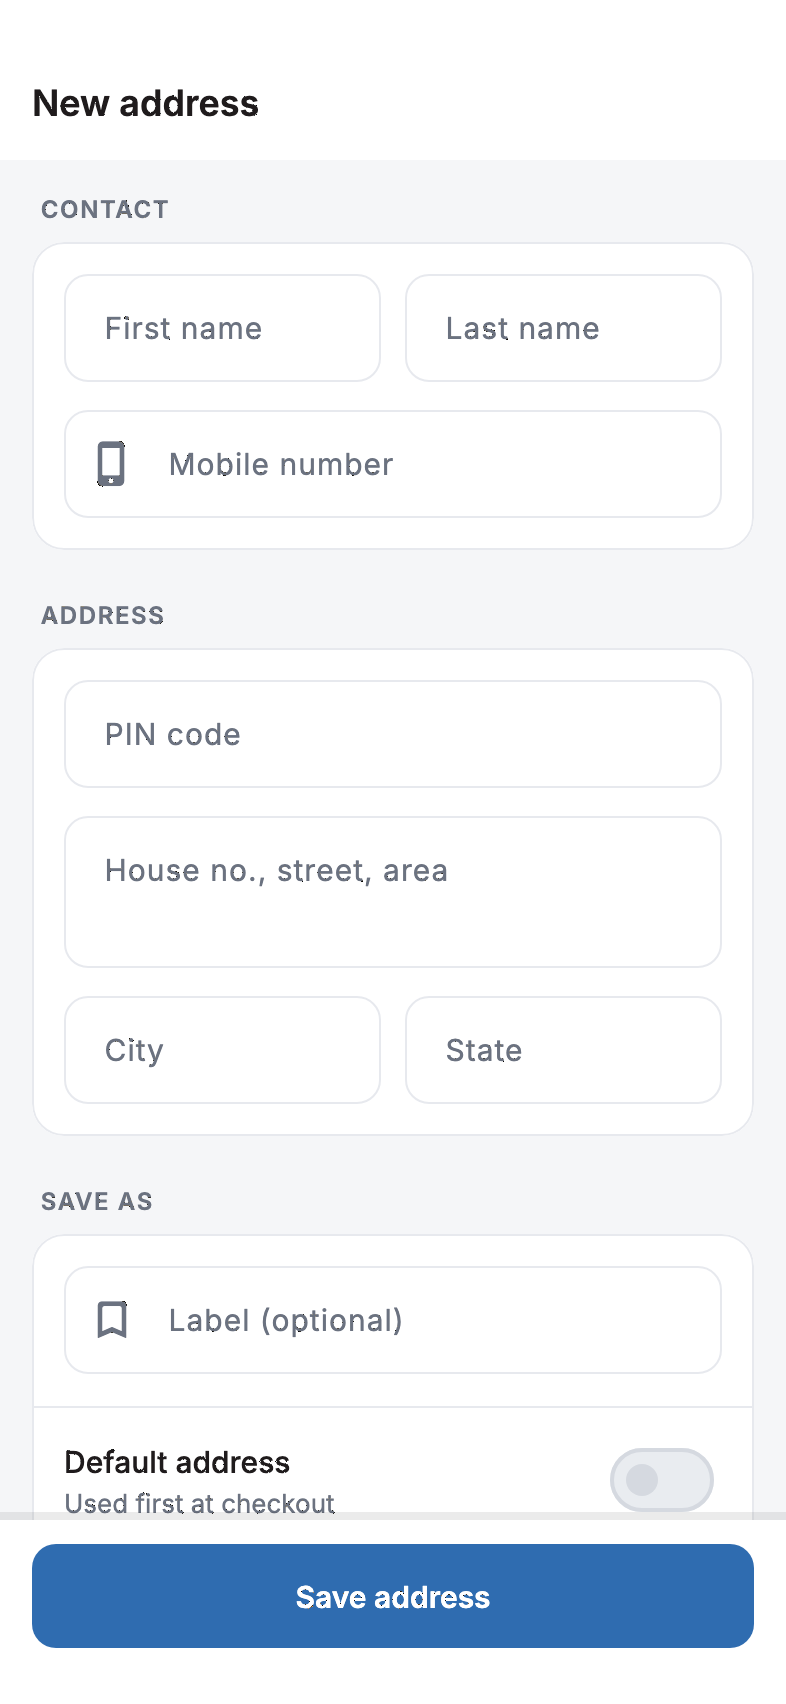 New address
CONTACT
First name
Last name
Mobile number
ADDRESS
PIN code
House no., street, area
City
State
SAVE AS
Label (optional)
Default address
Used first at checkout
Save address